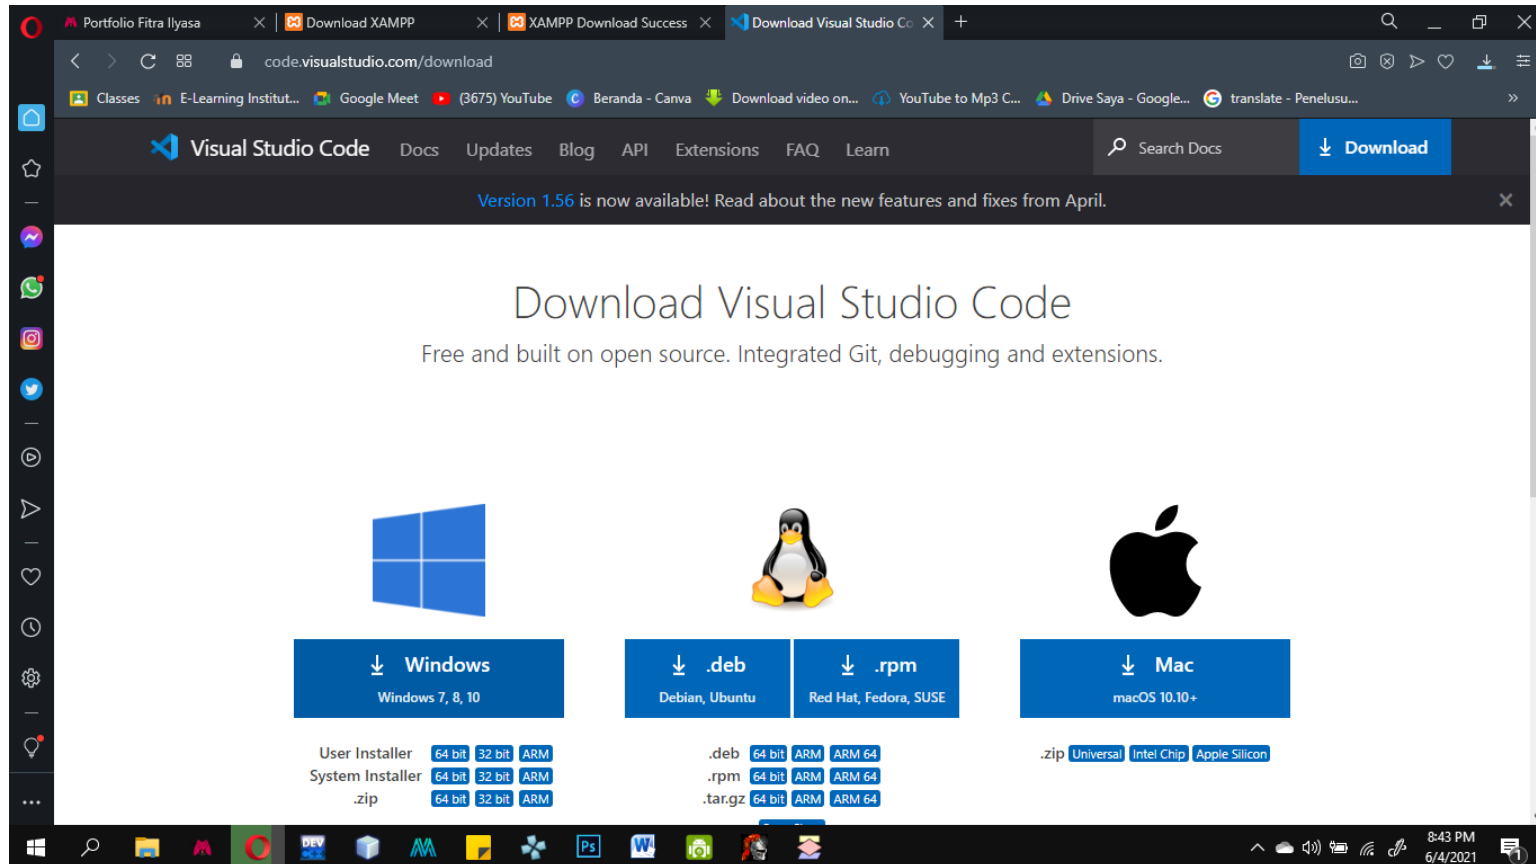 Portfolio Fitra Ilyasa
Download XAMPP
XAMPP Download Success
Download Visual Studio Co
code.visualstudio.com/download
Classes
E-Learning Institut...
Google Meet
(3675) YouTube
Beranda - Canva
Download video on...
YouTube to Mp3 C...
Drive Saya - Google...
translate - Penelusu...
Visual Studio Code
Docs
Updates
Blog
API
Extensions
FAQ
Learn
Search Docs
Download
Version 1.56 is now available! Read about the new features and fixes from April.
Download Visual Studio Code
Free and built on open source. Integrated Git, debugging and extensions.
Windows
Windows 7, 8, 10
.deb
Debian, Ubuntu
.rpm
Red Hat, Fedora, SUSE
Mac
macOS 10.10+
User Installer 64 bit 32 bit ARM
System Installer 64 bit 32 bit ARM
.zip 64 bit 32 bit ARM
.deb 64 bit ARM ARM 64
.rpm 64 bit ARM ARM 64
.tar.gz 64 bit ARM ARM 64
.zip Universal Intel Chip Apple Silicon
DEV
Ps
W
8:43 PM
6/4/2021
1